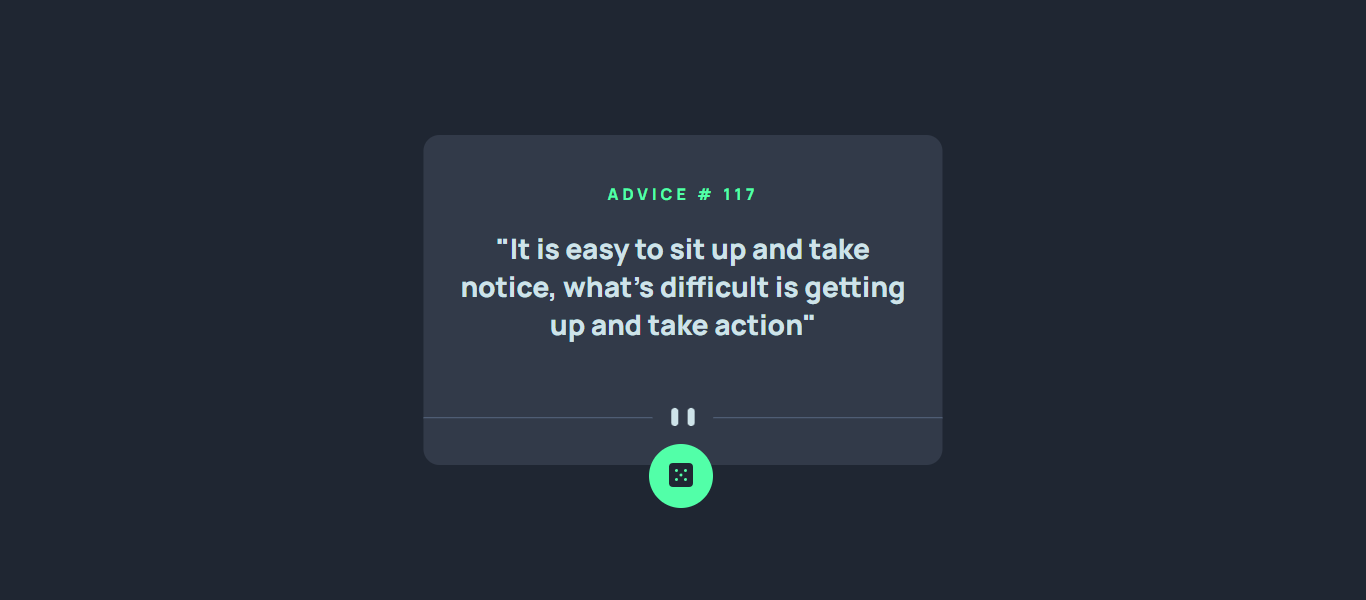 ADVICE # 117
"It is easy to sit up and take
notice, what's difficult is getting
up and take action"